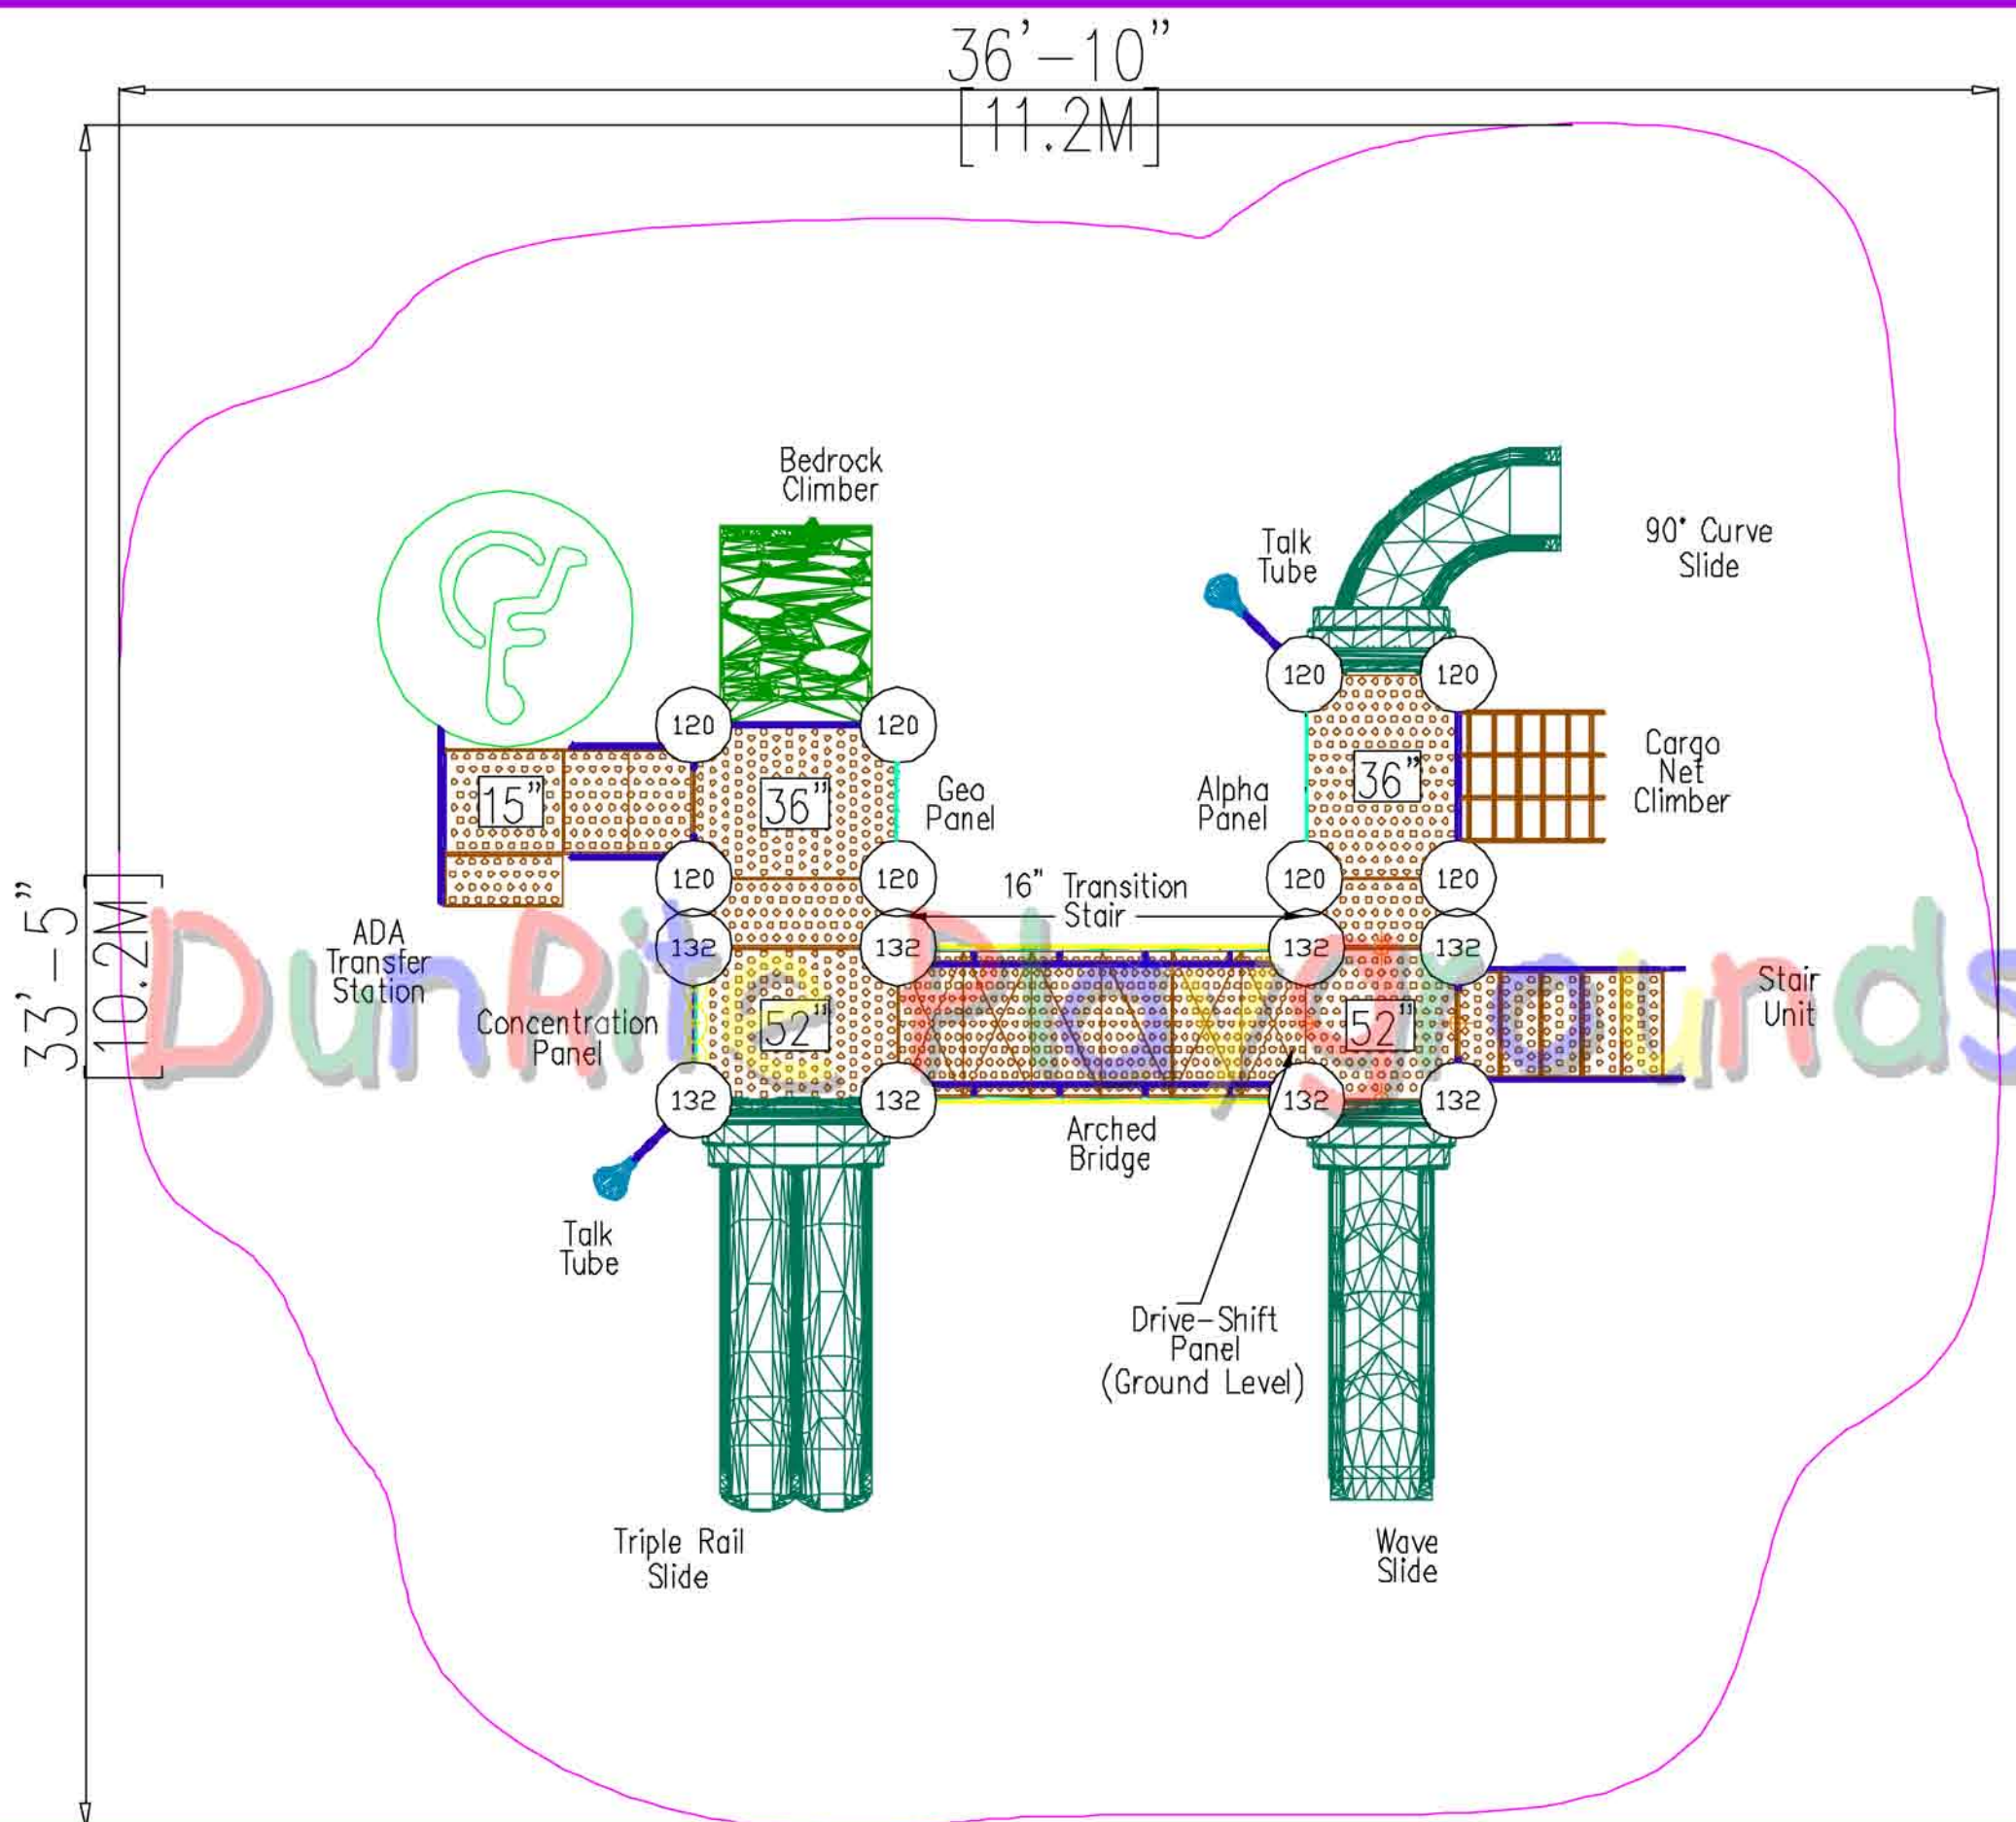 36'-10"
[11.2M]
Bedrock
Climber
Talk
Tube
90° Curve
Slide
120
120
120
120
15"
36"
Geo
Panel
Alpha
Panel
36"
Cargo
Net
Climber
120
120
120
120
16" Transition
Stair
33'-5"
[10.2M]
ADA
Transfer
Station
132
132
132
132
DunRite Playgrounds
Concentration
Panel
52"
52"
Stair
Unit
132
132
132
132
Arched
Bridge
Talk
Tube
Drive-Shift
Panel
(Ground Level)
Triple Rail
Slide
Wave
Slide